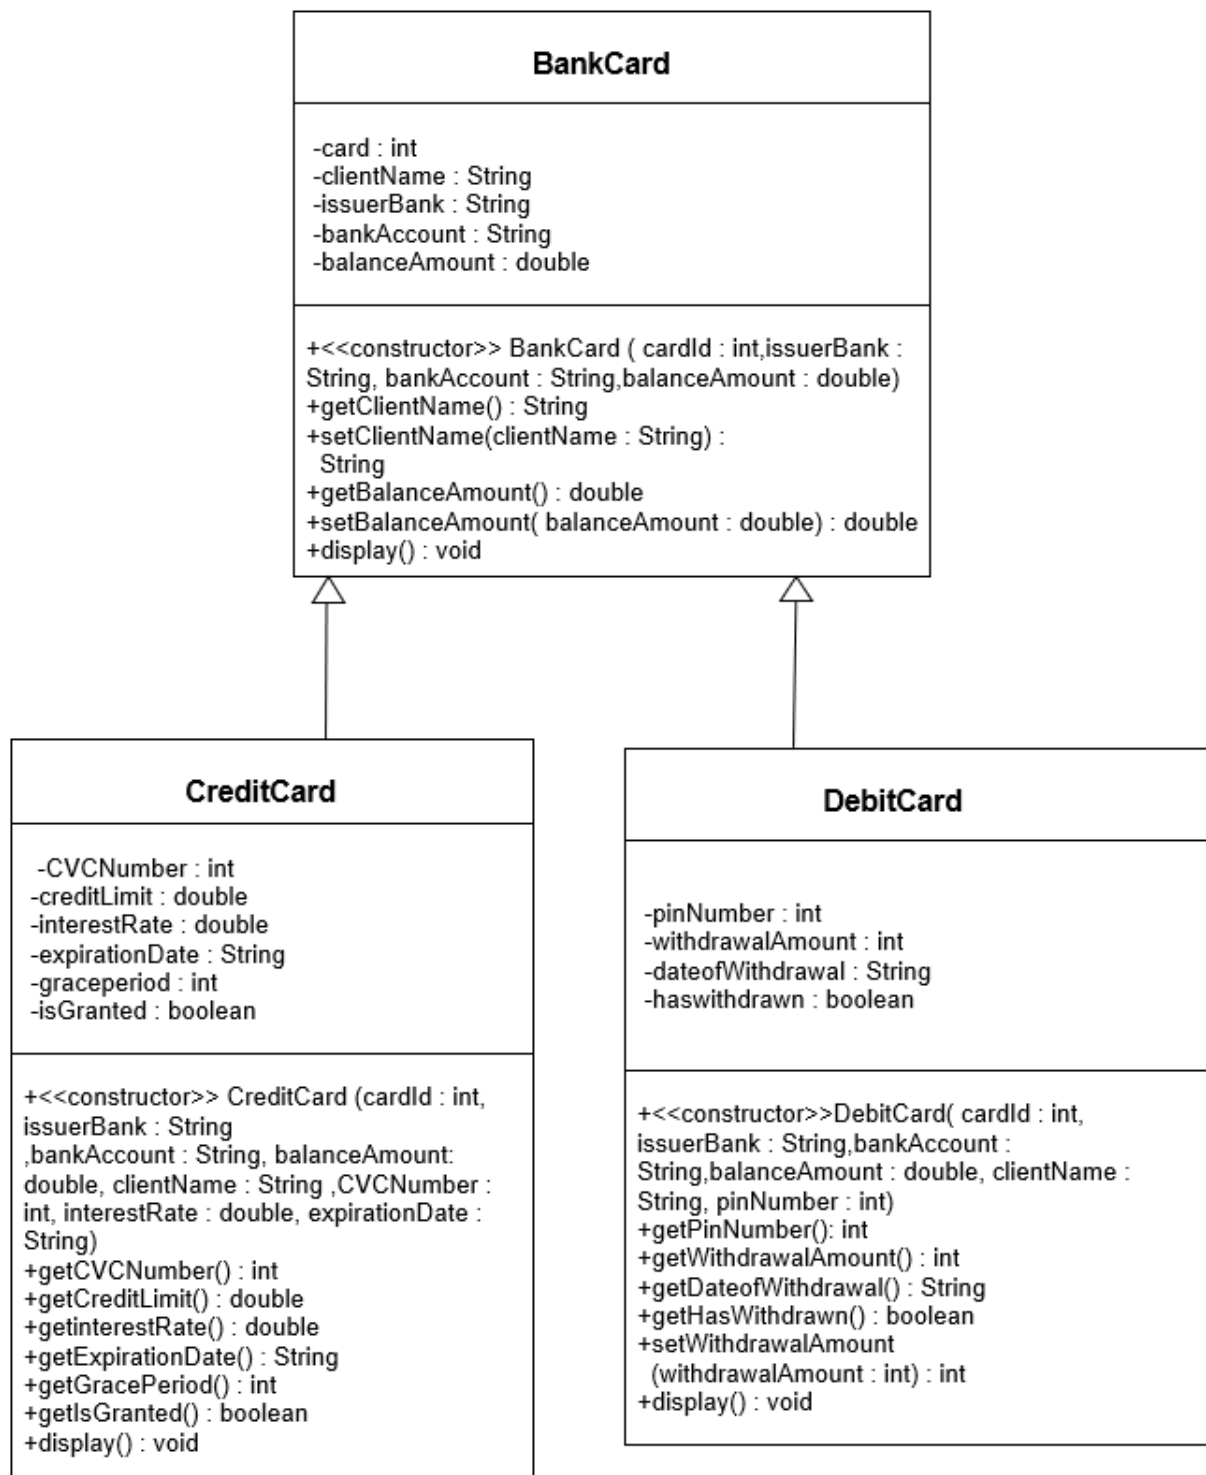 BankCard
-card : int
-clientName : String
-issuerBank : String
-bankAccount : String
-balanceAmount : double
+<<constructor>> BankCard ( cardId : int,issuerBank :
String, bankAccount : String,balanceAmount : double)
+getClientName() : String
+setClientName(clientName : String) :
String
+getBalanceAmount() : double
+setBalanceAmount( balanceAmount : double) : double
+display() : void
CreditCard
-CVCNumber : int
-creditLimit : double
-interestRate : double
-expirationDate : String
-graceperiod : int
-isGranted : boolean
+<<constructor>> CreditCard (cardId : int,
issuerBank : String
,bankAccount : String, balanceAmount:
double, clientName : String ,CVCNumber :
int, interestRate : double, expirationDate :
String)
+getCVCNumber() : int
+getCreditLimit() : double
+getinterestRate() : double
+getExpirationDate() : String
+getGracePeriod() : int
+getIsGranted() : boolean
+display() : void
DebitCard
-pinNumber : int
-withdrawalAmount : int
-dateofWithdrawal : String
-haswithdrawn : boolean
+<<constructor>>DebitCard( cardId : int,
issuerBank : String,bankAccount :
String,balanceAmount : double, clientName :
String, pinNumber : int)
+getPinNumber(): int
+getWithdrawalAmount() : int
+getDateofWithdrawal() : String
+getHasWithdrawn() : boolean
+setWithdrawalAmount
(withdrawalAmount : int) : int
+display() : void